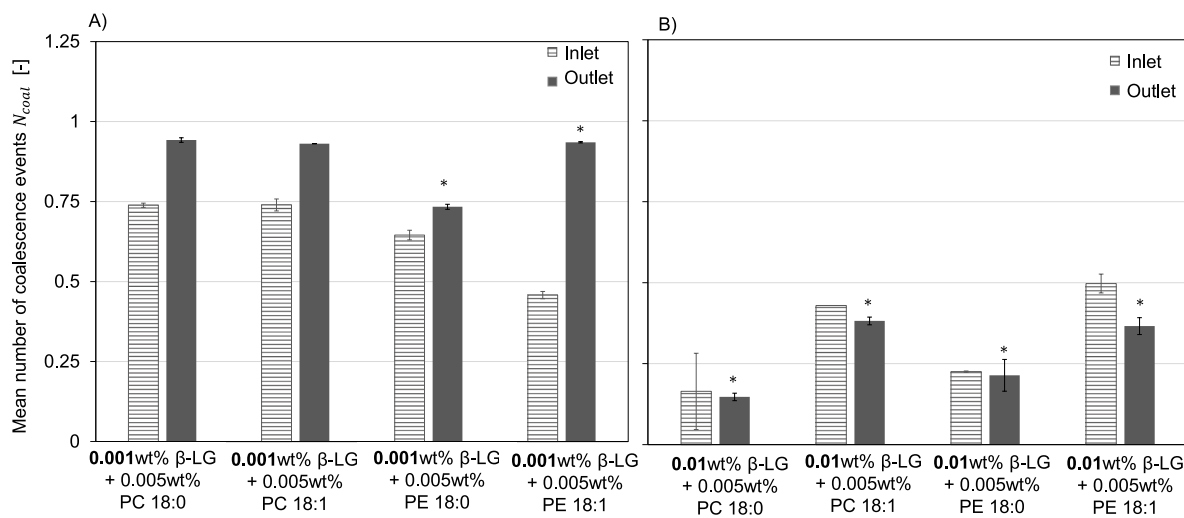 A)
Mean number of coalescence events N_coal [-]
1.25
1
0.75
0.5
0.25
0
Inlet
Outlet
*
*
0.001wt% β-LG
+ 0.005wt%
PC 18:0
0.001wt% β-LG
+ 0.005wt%
PC 18:1
0.001wt% β-LG
+ 0.005wt%
PE 18:0
0.001wt% β-LG
+ 0.005wt%
PE 18:1
B)
Inlet
Outlet
*
*
*
*
0.01wt% β-LG
+ 0.005wt%
PC 18:0
0.01wt% β-LG
+ 0.005wt%
PC 18:1
0.01wt% β-LG
+ 0.005wt%
PE 18:0
0.01wt% β-LG
+ 0.005wt%
PE 18:1